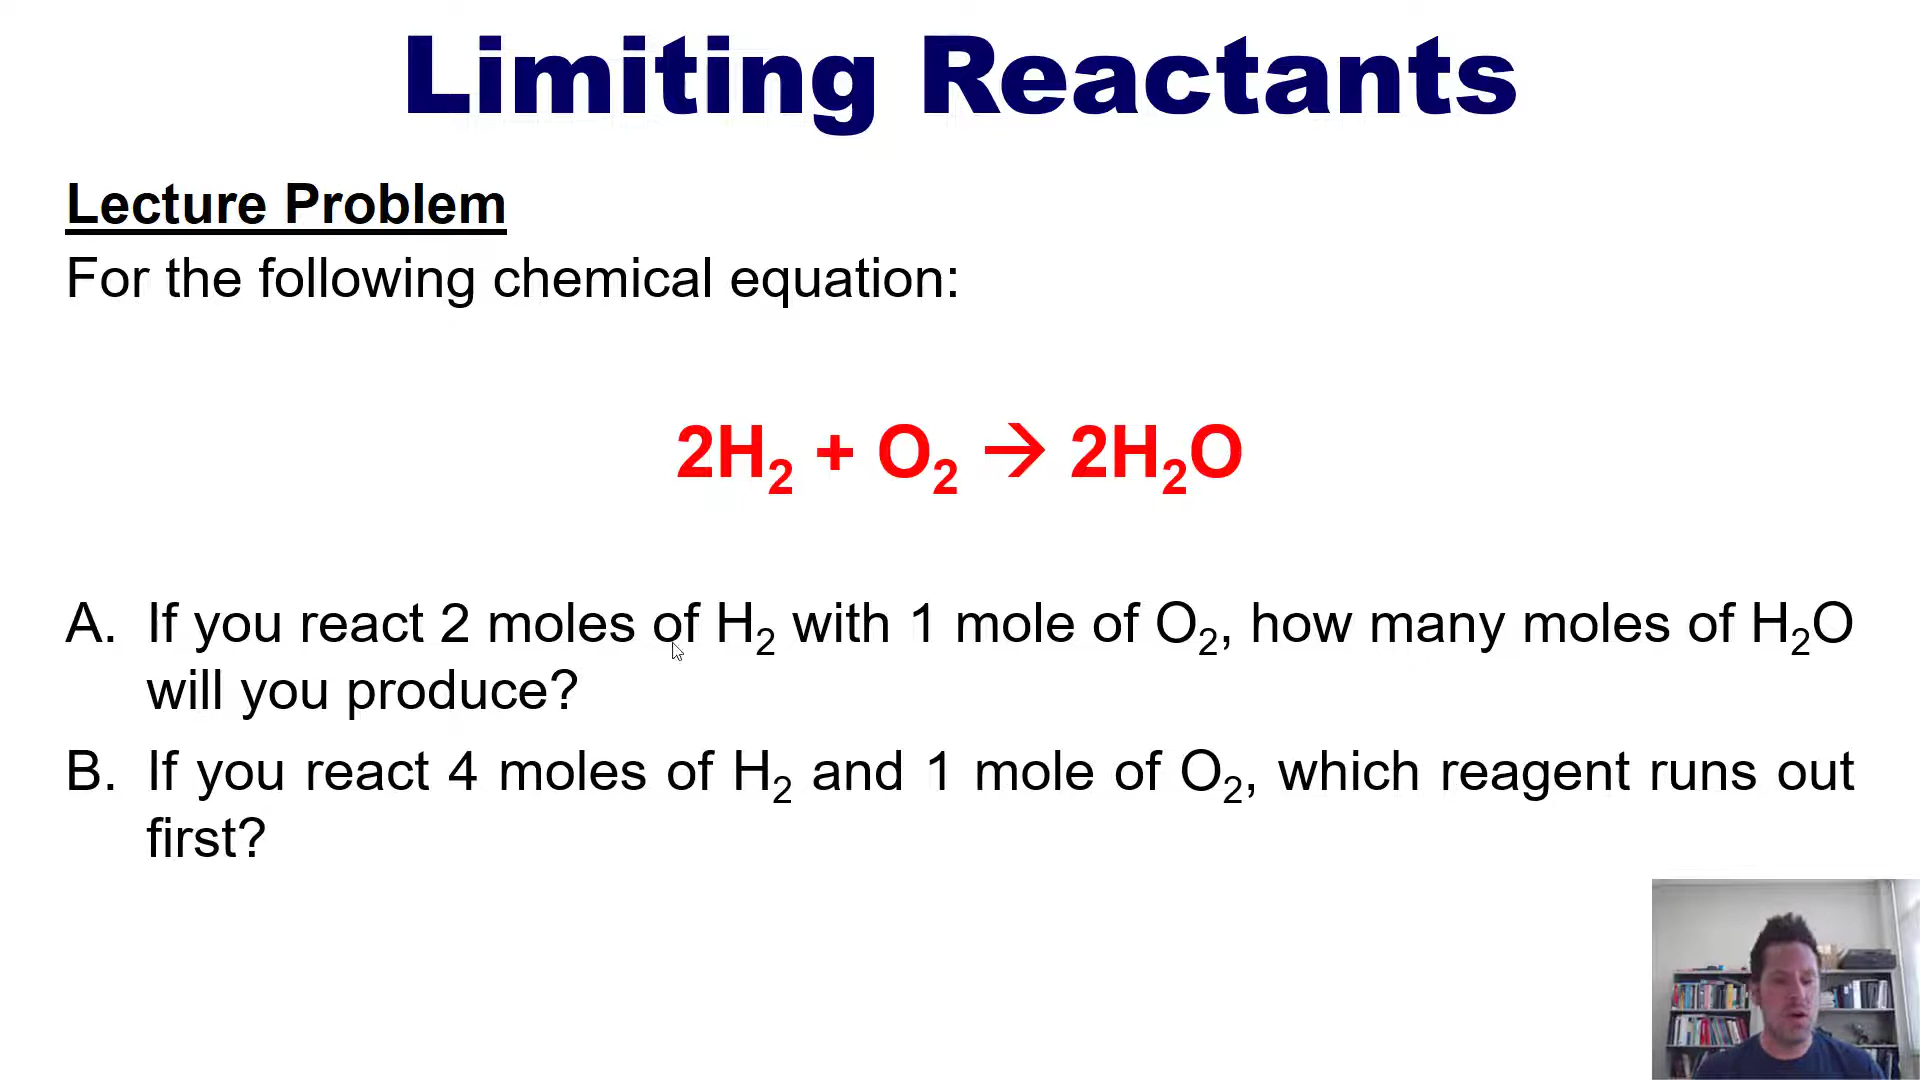 Limiting Reactants
Lecture Problem
For the following chemical equation:
2H₂ + O₂ → 2H₂O
A. If you react 2 moles of H₂ with 1 mole of O₂, how many moles of H₂O
will you produce?
B. If you react 4 moles of H₂ and 1 mole of O₂, which reagent runs out
first?